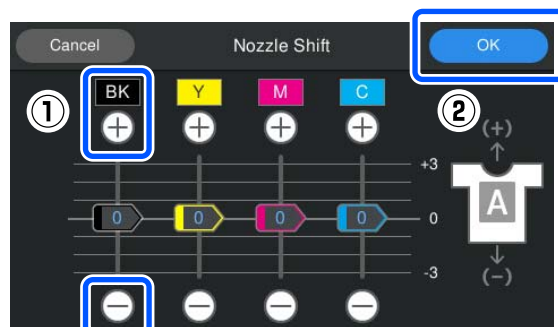 Cancel Nozzle Shift OK
① BK Y M C ②
+ + + + (+)
+3
0 0 0 0 0 A
-3
(−)
− − − −